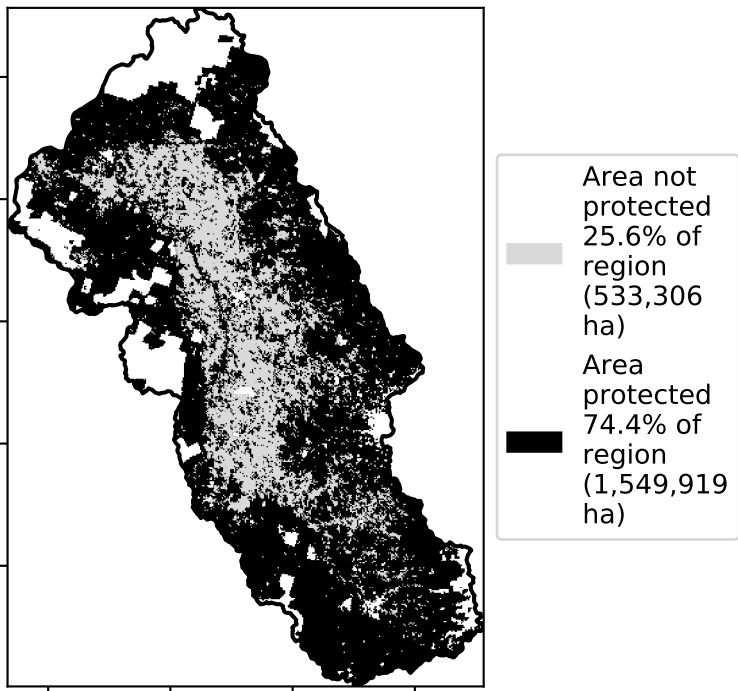 Area not
protected
25.6% of
region
(533,306
ha)
Area
protected
74.4% of
region
(1,549,919
ha)